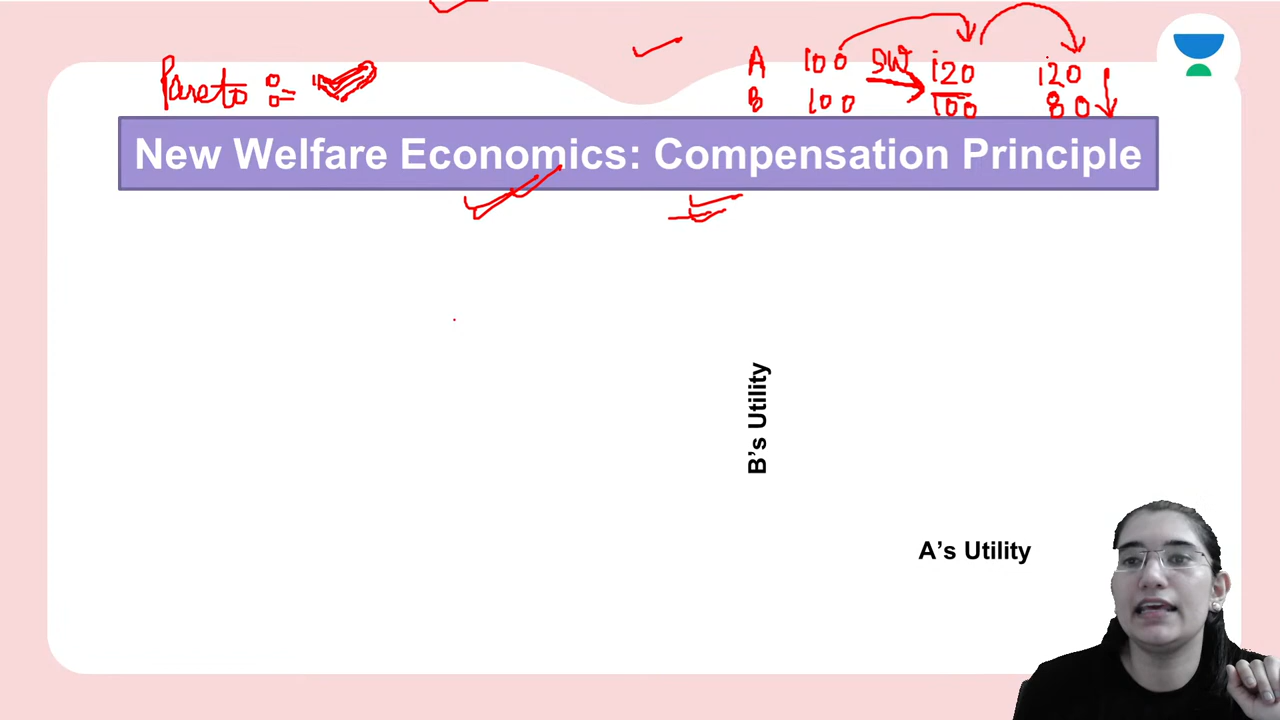 A 100 SW 120 120
B 100 100 80
Pareto :-
New Welfare Economics: Compensation Principle
B's Utility
A's Utility